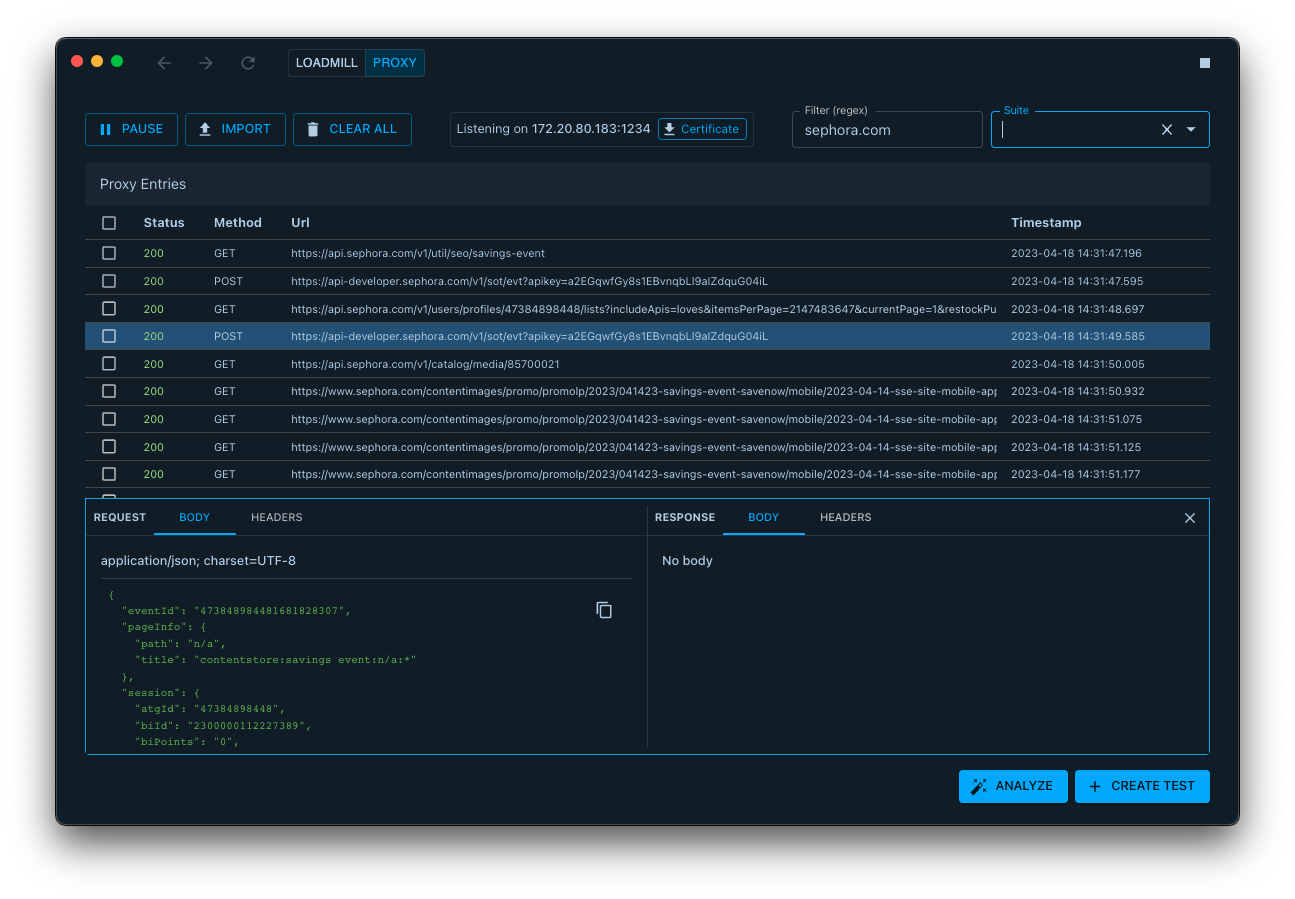 LOADMILL PROXY
PAUSE IMPORT CLEAR ALL Listening on 172.20.80.183:1234 Certificate Filter (regex) sephora.com Suite
Proxy Entries
Status Method Url Timestamp
200 GET https://api.sephora.com/v1/util/seo/savings-event 2023-04-18 14:31:47.196
200 POST https://api-developer.sephora.com/v1/sot/evt?apikey=a2EGqwfGy8s1EBvnqbLI9alZdquG04iL 2023-04-18 14:31:47.595
200 GET https://api.sephora.com/v1/users/profiles/47384898448/lists?includeApis=loves&itemsPerPage=2147483647&currentPage=1&restockPu 2023-04-18 14:31:48.697
200 POST https://api-developer.sephora.com/v1/sot/evt?apikey=a2EGqwfGy8s1EBvnqbLI9alZdquG04iL 2023-04-18 14:31:49.585
200 GET https://api.sephora.com/v1/catalog/media/85700021 2023-04-18 14:31:50.005
200 GET https://www.sephora.com/contentimages/promo/promolp/2023/041423-savings-event-savenow/mobile/2023-04-14-sse-site-mobile-app 2023-04-18 14:31:50.932
200 GET https://www.sephora.com/contentimages/promo/promolp/2023/041423-savings-event-savenow/mobile/2023-04-14-sse-site-mobile-app 2023-04-18 14:31:51.075
200 GET https://www.sephora.com/contentimages/promo/promolp/2023/041423-savings-event-savenow/mobile/2023-04-14-sse-site-mobile-app 2023-04-18 14:31:51.125
200 GET https://www.sephora.com/contentimages/promo/promolp/2023/041423-savings-event-savenow/mobile/2023-04-14-sse-site-mobile-app 2023-04-18 14:31:51.177
REQUEST BODY HEADERS RESPONSE BODY HEADERS
application/json; charset=UTF-8 No body
{
"eventId": "473848984481681828307",
"pageInfo": {
"path": "n/a",
"title": "contentstore:savings event:n/a:*"
},
"session": {
"atgId": "47384898448",
"biId": "2300000112227389",
"biPoints": "0",
ANALYZE + CREATE TEST